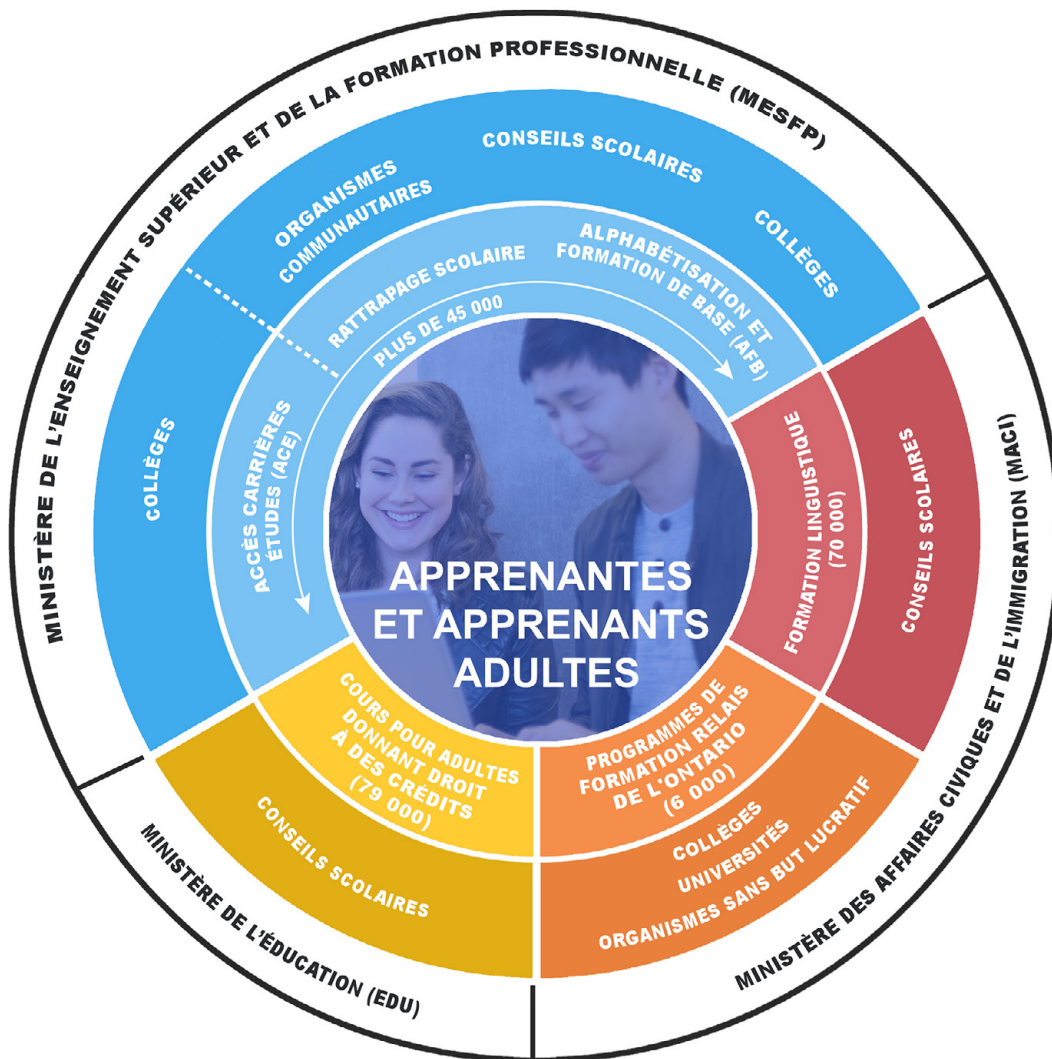 MINISTÈRE DE L'ENSEIGNEMENT SUPÉRIEUR ET DE LA FORMATION PROFESSIONNELLE (MESFP)
COLLÈGES
ORGANISMES
COMMUNAUTAIRES
CONSEILS SCOLAIRES
COLLÈGES
ACCÈS CARRIÈRES
ÉTUDES (ACE)
RATTRAPAGE SCOLAIRE
ALPHABÉTISATION ET
FORMATION DE BASE (AFB)
PLUS DE 45 000
MINISTÈRE DES AFFAIRES CIVIQUES ET DE L'IMMIGRATION (MACI)
CONSEILS SCOLAIRES
FORMATION LINGUISTIQUE
(70 000)
APPRENANTES
ET APPRENANTS
ADULTES
PROGRAMMES DE
FORMATION RELAIS
DE L'ONTARIO
(6 000)
COLLÈGES
UNIVERSITÉS
ORGANISMES SANS BUT LUCRATIF
COURS POUR ADULTES
DONNANT DROIT
À DES CRÉDITS
(79 000)
CONSEILS SCOLAIRES
MINISTÈRE DE L'ÉDUCATION (EDU)